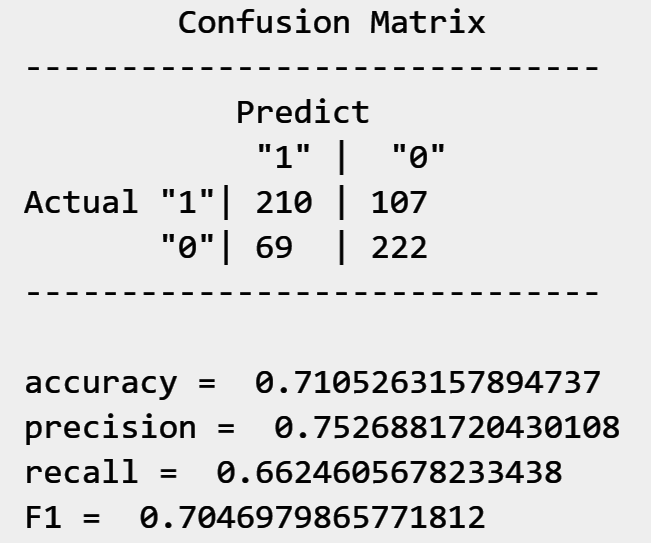 Confusion Matrix
------------------------------
Predict
"1" | "0"
Actual "1"| 210 | 107
"0"| 69 | 222
------------------------------
accuracy = 0.7105263157894737
precision = 0.7526881720430108
recall = 0.6624605678233438
F1 = 0.7046979865771812